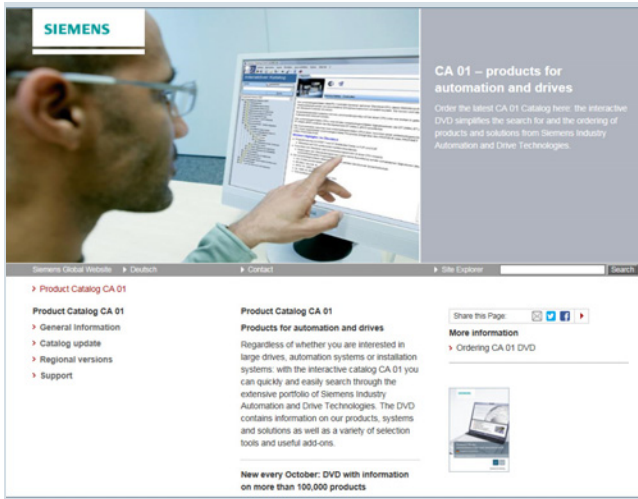 SIEMENS
CA 01 – products for
automation and drives
Order the latest CA 01 Catalog here: the interactive
DVD simplifies the search for and the ordering of
products and solutions from Siemens Industry
Automation and Drive Technologies.
Siemens Global Website Deutsch Contact Site Explorer Search
Product Catalog CA 01
Product Catalog CA 01
General Information
Catalog update
Regional versions
Support
Product Catalog CA 01
Products for automation and drives
Regardless of whether you are interested in
large drives, automation systems or installation
systems: with the interactive catalog CA 01 you
can quickly and easily search through the
extensive portfolio of Siemens Industry
Automation and Drive Technologies. The DVD
contains information on our products, systems
and solutions as well as a variety of selection
tools and useful add-ons.
New every October: DVD with information
on more than 100,000 products
Share this Page:
More information
Ordering CA 01 DVD
SIEMENS